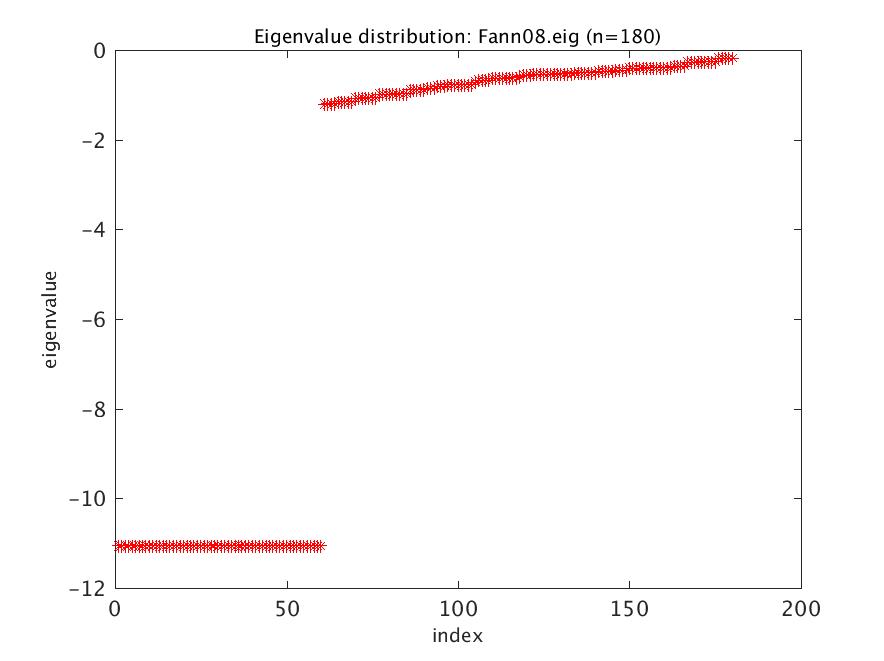 Eigenvalue distribution: Fann08.eig (n=180)
0
-2
-4
-6
-8
-10
-12
eigenvalue
0 50 100 150 200
index